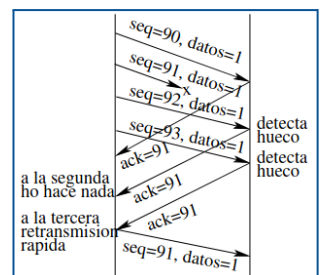 seq=90, datos=1
seq=91, datos=1
x
seq=92, datos=1
seq=93, datos=1
detecta
hueco
detecta
hueco
ack=91
a la segunda
ho hace nada
ack=91
a la tercera
retransmision
rapida
ack=91
seq=91, datos=1